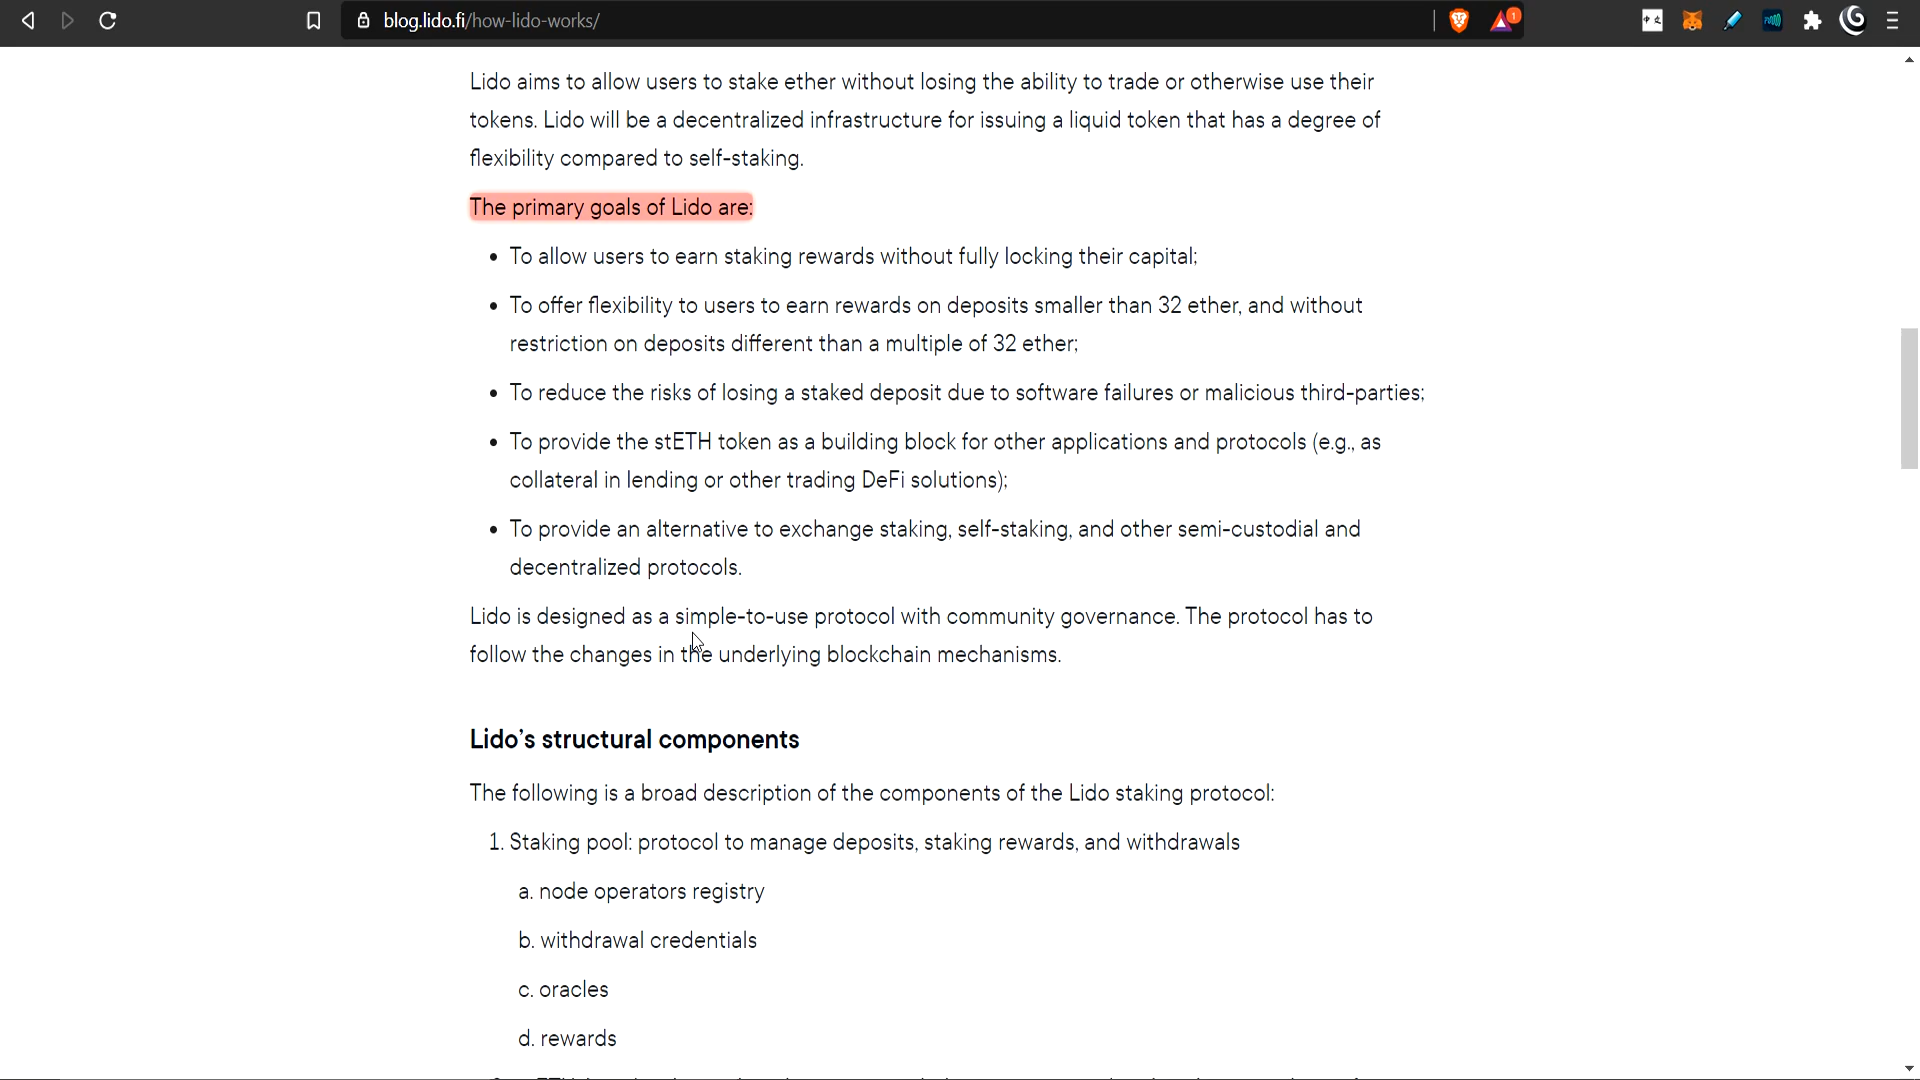 blog.lido.fi/how-lido-works/
1
Lido aims to allow users to stake ether without losing the ability to trade or otherwise use their
tokens. Lido will be a decentralized infrastructure for issuing a liquid token that has a degree of
flexibility compared to self-staking.
The primary goals of Lido are:
• To allow users to earn staking rewards without fully locking their capital;
• To offer flexibility to users to earn rewards on deposits smaller than 32 ether, and without
restriction on deposits different than a multiple of 32 ether;
• To reduce the risks of losing a staked deposit due to software failures or malicious third-parties;
• To provide the stETH token as a building block for other applications and protocols (e.g., as
collateral in lending or other trading DeFi solutions);
• To provide an alternative to exchange staking, self-staking, and other semi-custodial and
decentralized protocols.
Lido is designed as a simple-to-use protocol with community governance. The protocol has to
follow the changes in the underlying blockchain mechanisms.
Lido’s structural components
The following is a broad description of the components of the Lido staking protocol:
1. Staking pool: protocol to manage deposits, staking rewards, and withdrawals
a. node operators registry
b. withdrawal credentials
c. oracles
d. rewards